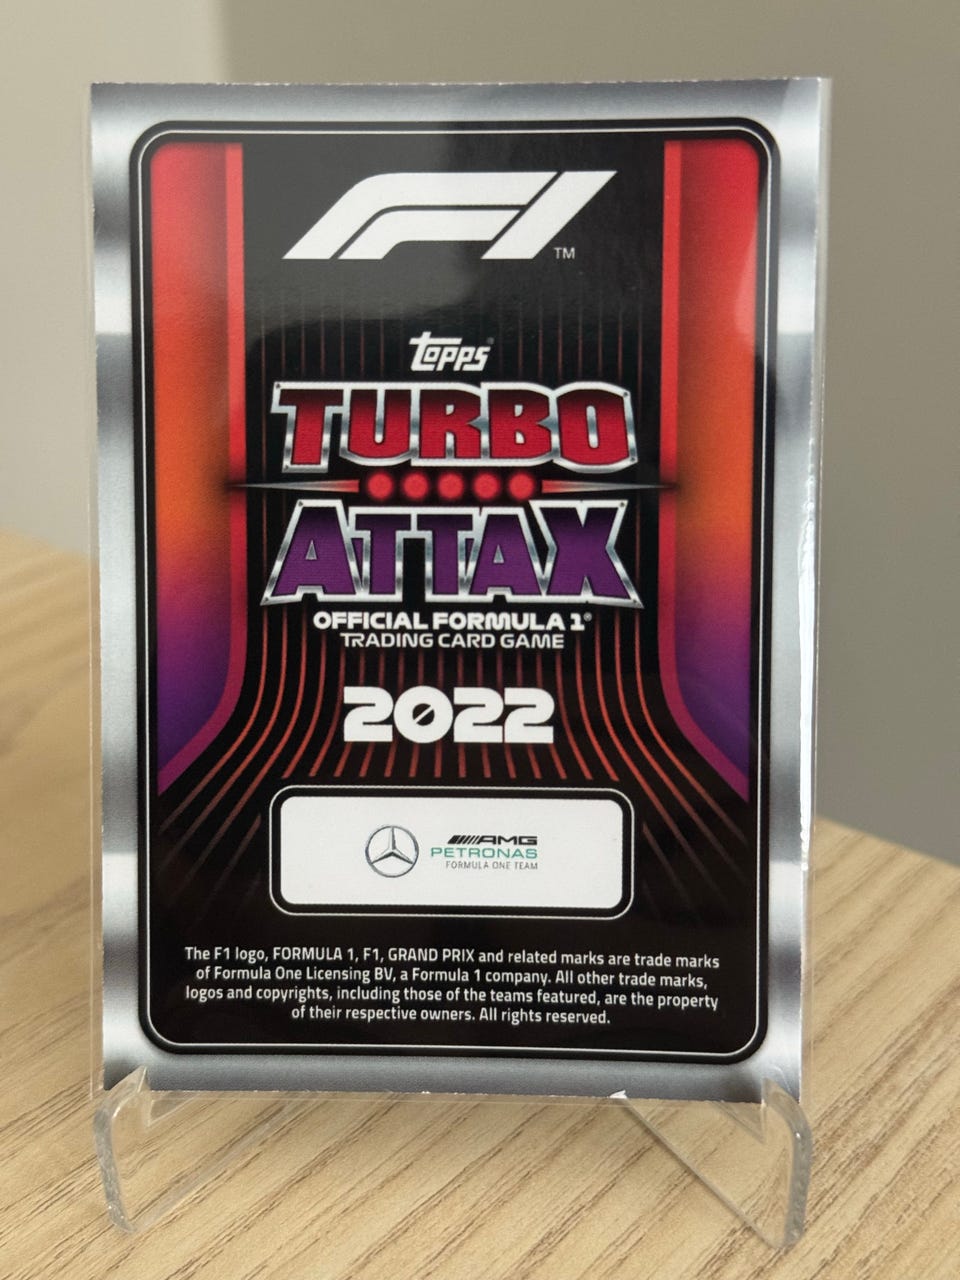 F1 ™
Topps®
TURBO
ATTAX
OFFICIAL FORMULA 1®
TRADING CARD GAME
2022
AMG
PETRONAS
FORMULA ONE TEAM
The F1 logo, FORMULA 1, F1, GRAND PRIX and related marks are trade marks
of Formula One Licensing BV, a Formula 1 company. All other trade marks,
logos and copyrights, including those of the teams featured, are the property
of their respective owners. All rights reserved.